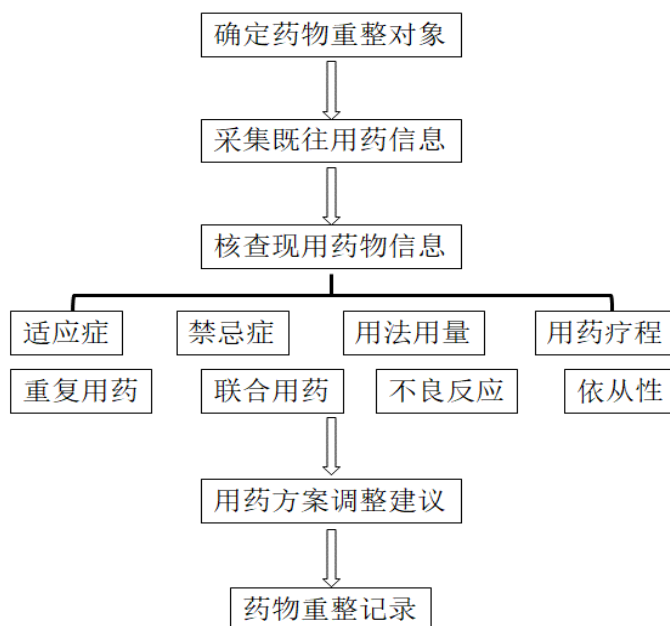 确定药物重整对象
采集既往用药信息
核查现用药物信息
适应症 禁忌症 用法用量 用药疗程
重复用药 联合用药 不良反应 依从性
用药方案调整建议
药物重整记录